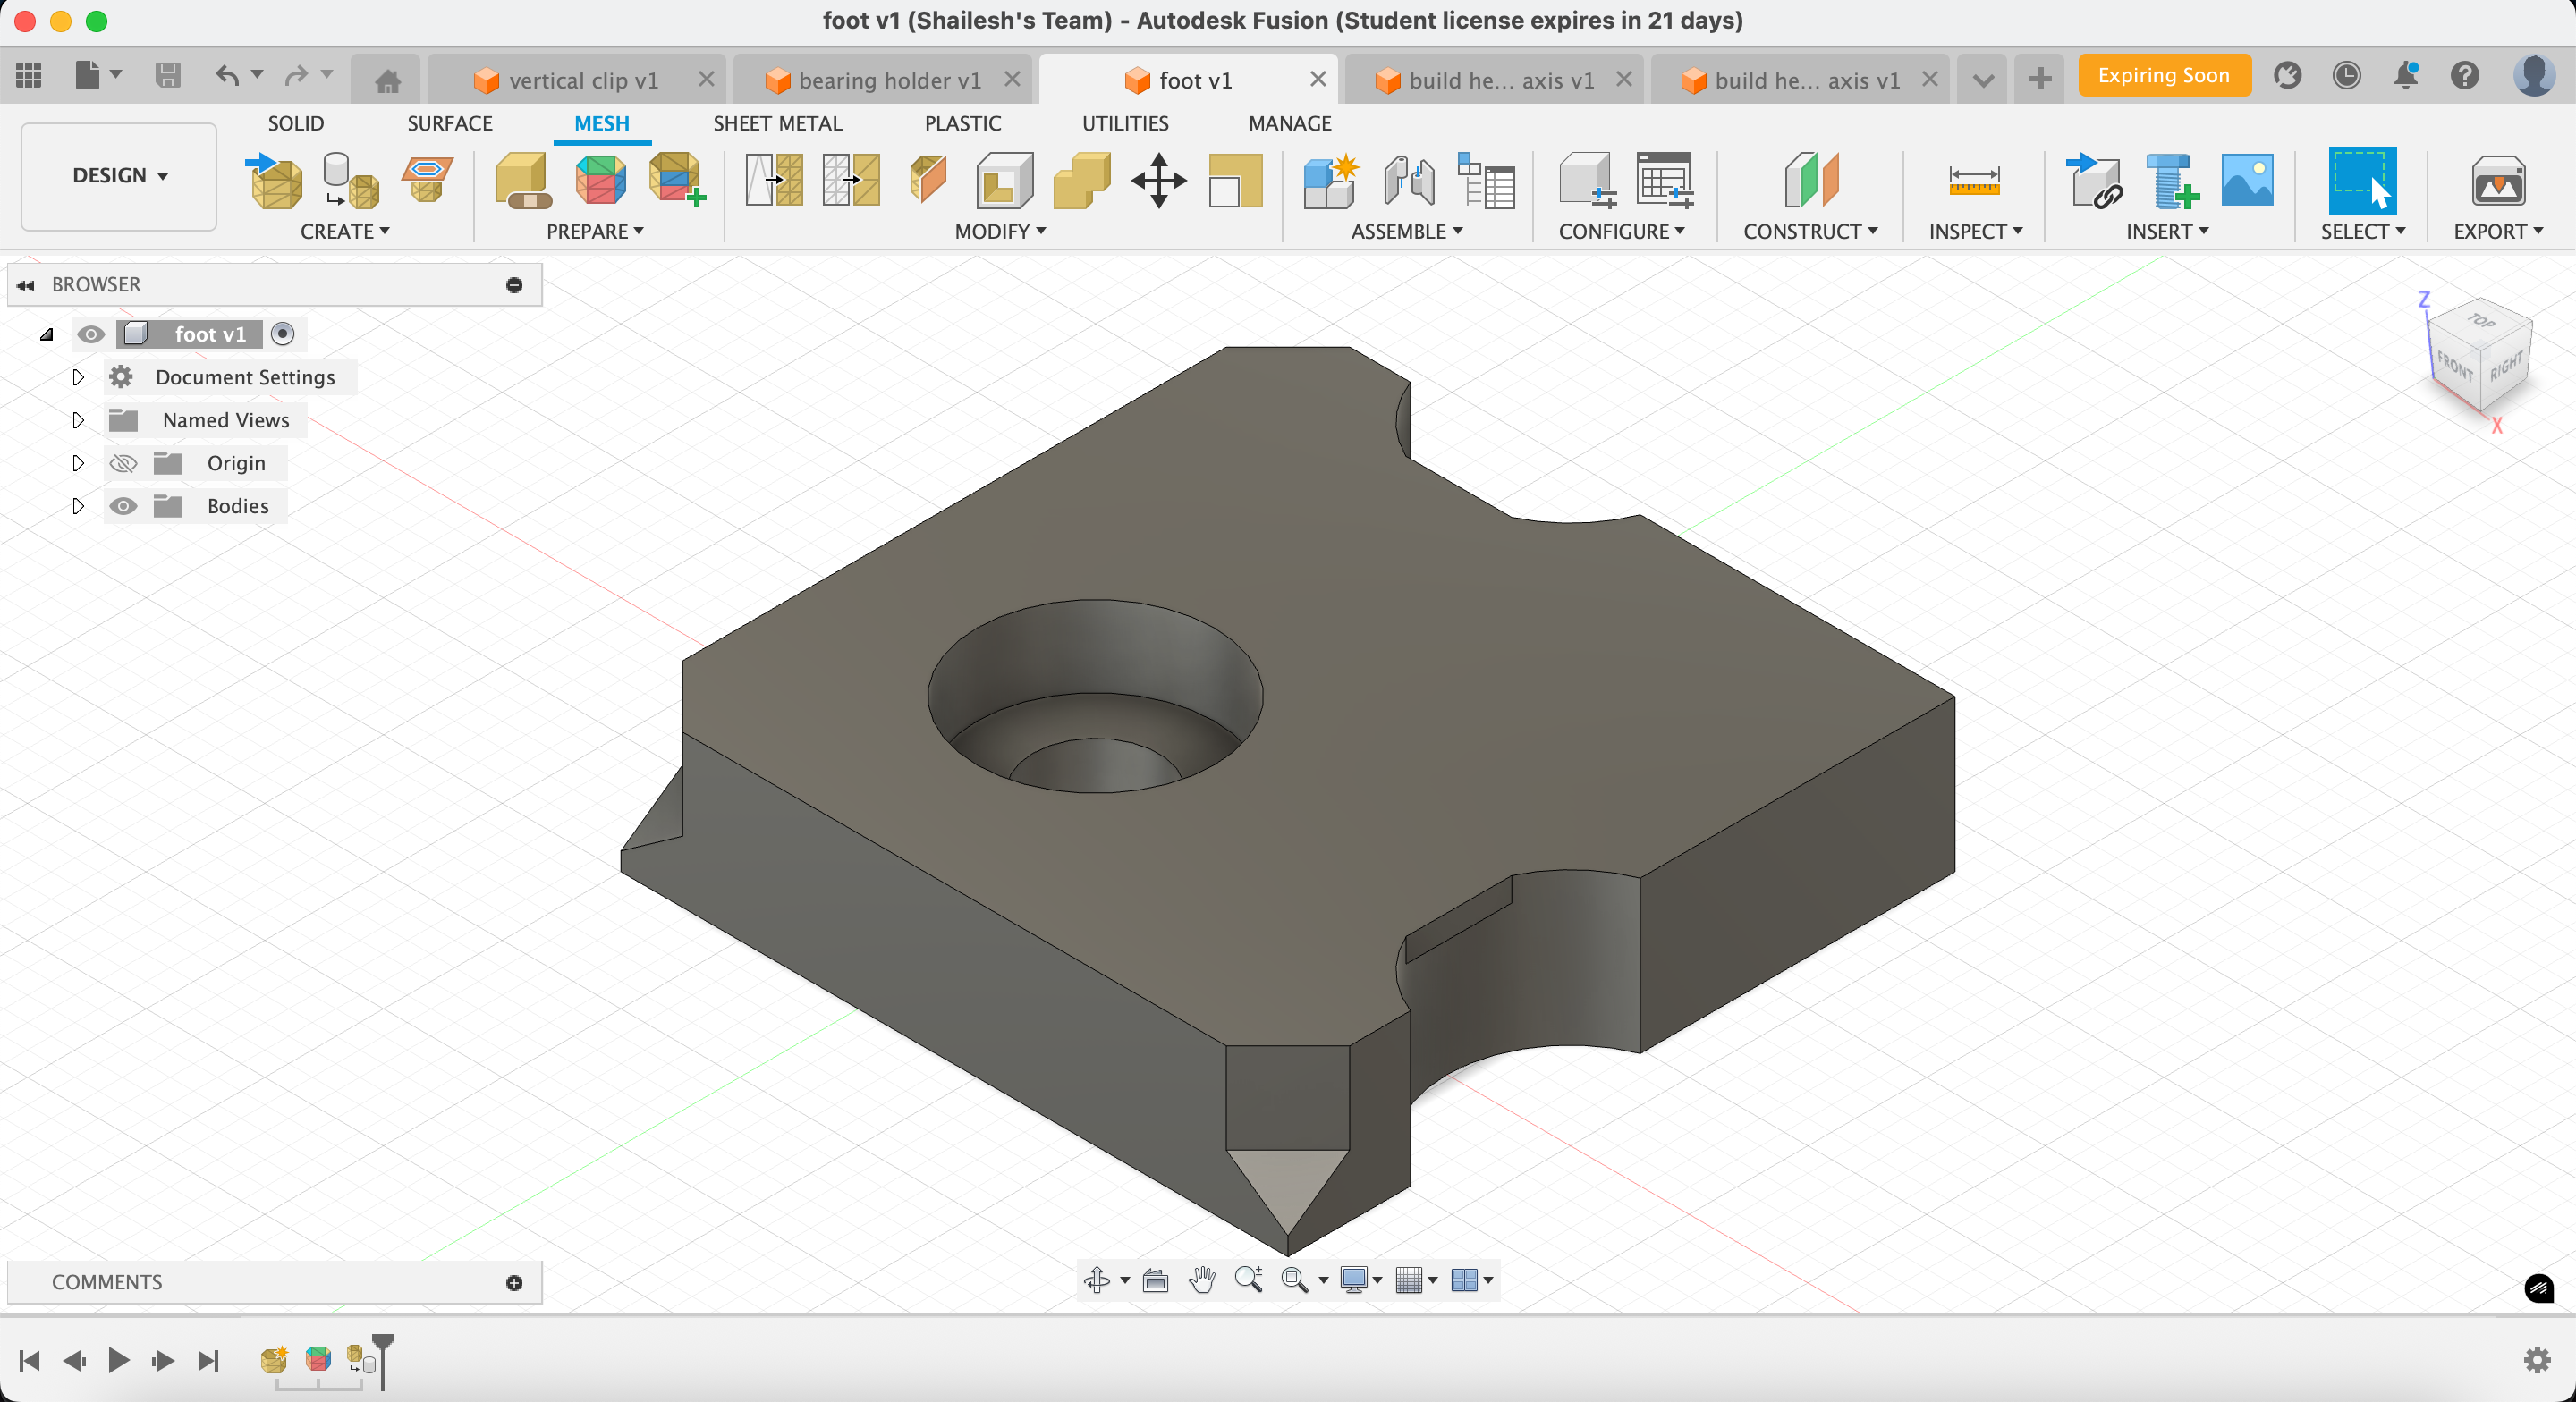 foot v1 (Shailesh's Team) - Autodesk Fusion (Student license expires in 21 days)
vertical clip v1
bearing holder v1
foot v1
build he... axis v1
build he... axis v1
Expiring Soon
SOLID
SURFACE
MESH
SHEET METAL
PLASTIC
UTILITIES
MANAGE
DESIGN
CREATE
PREPARE
MODIFY
ASSEMBLE
CONFIGURE
CONSTRUCT
INSPECT
INSERT
SELECT
EXPORT
BROWSER
foot v1
Document Settings
Named Views
Origin
Bodies
Z
TOP
FRONT
RIGHT
X
COMMENTS